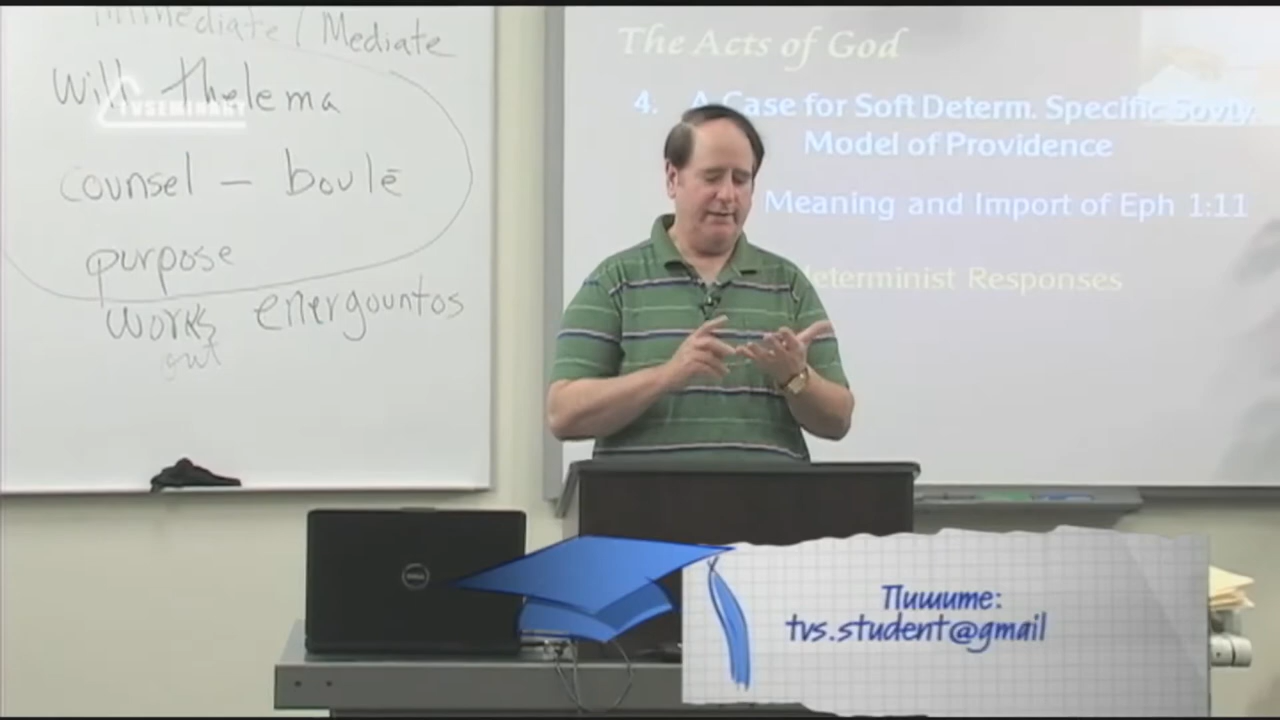 immediate / Mediate
Will thelema
TVSEMINARY
counsel – boulē
purpose
works energountos
out
The Acts of God
4. A Case for Soft Determ. Specific Sovty.
Model of Providence
Meaning and Import of Eph 1:11
determinist Responses
DELL
Пишите:
tvs.student@gmail